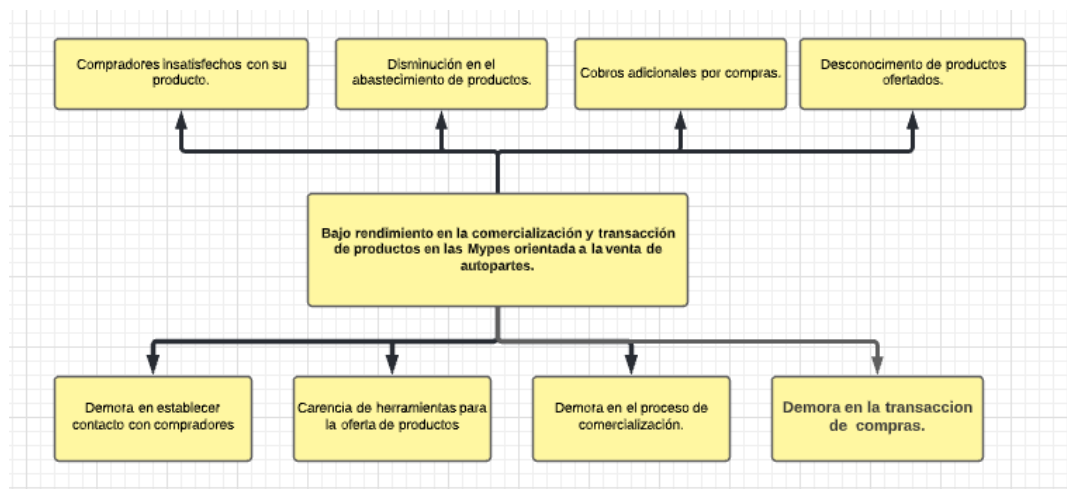 Compradores insatisfechos con su
producto.
Disminución en el
abastecimiento de productos.
Cobros adicionales por compras.
Desconocimiento de productos
ofertados.
Bajo rendimiento en la comercialización y transacción
de productos en las Mypes orientada a la venta de
autopartes.
Demora en establecer
contacto con compradores
Carencia de herramientas para
la oferta de productos
Demora en el proceso de
comercialización.
Demora en la transaccion
de compras.